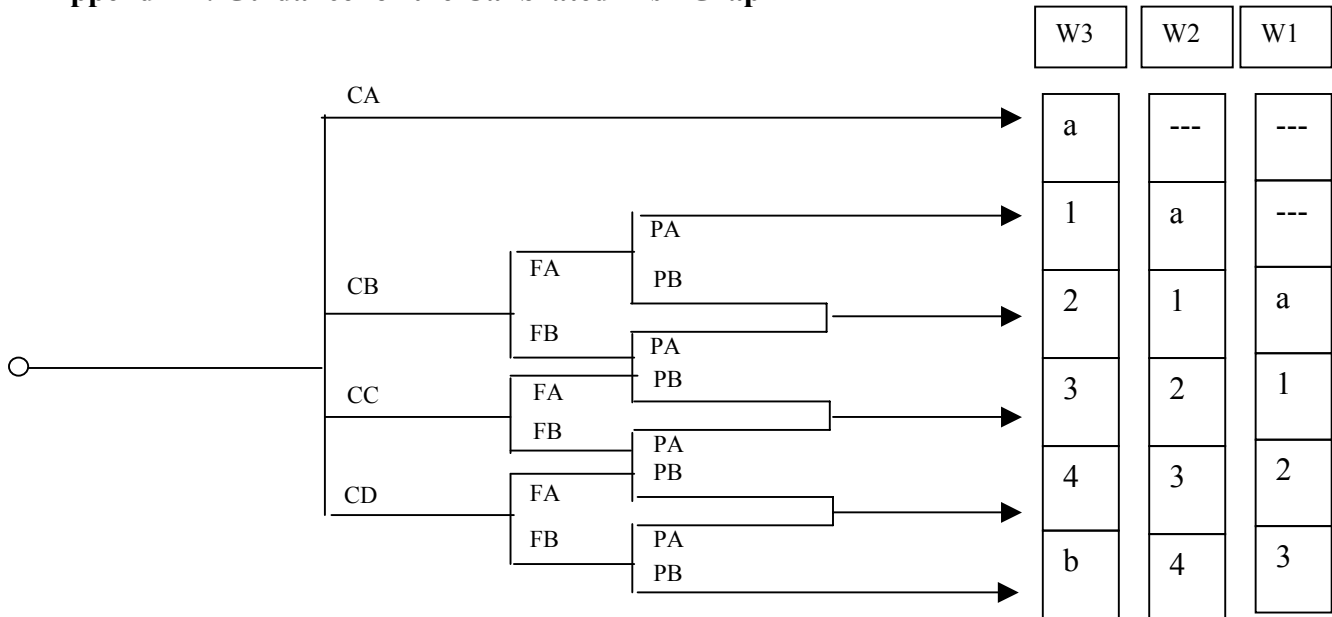 W3 W2 W1
CA
a --- ---
PA
1 a ---
FA
PB
CB
2 1 a
FB
PA
PB
CC
FA
3 2 1
FB
PA
PB
CD
FA
4 3 2
FB
PA
PB
b 4 3